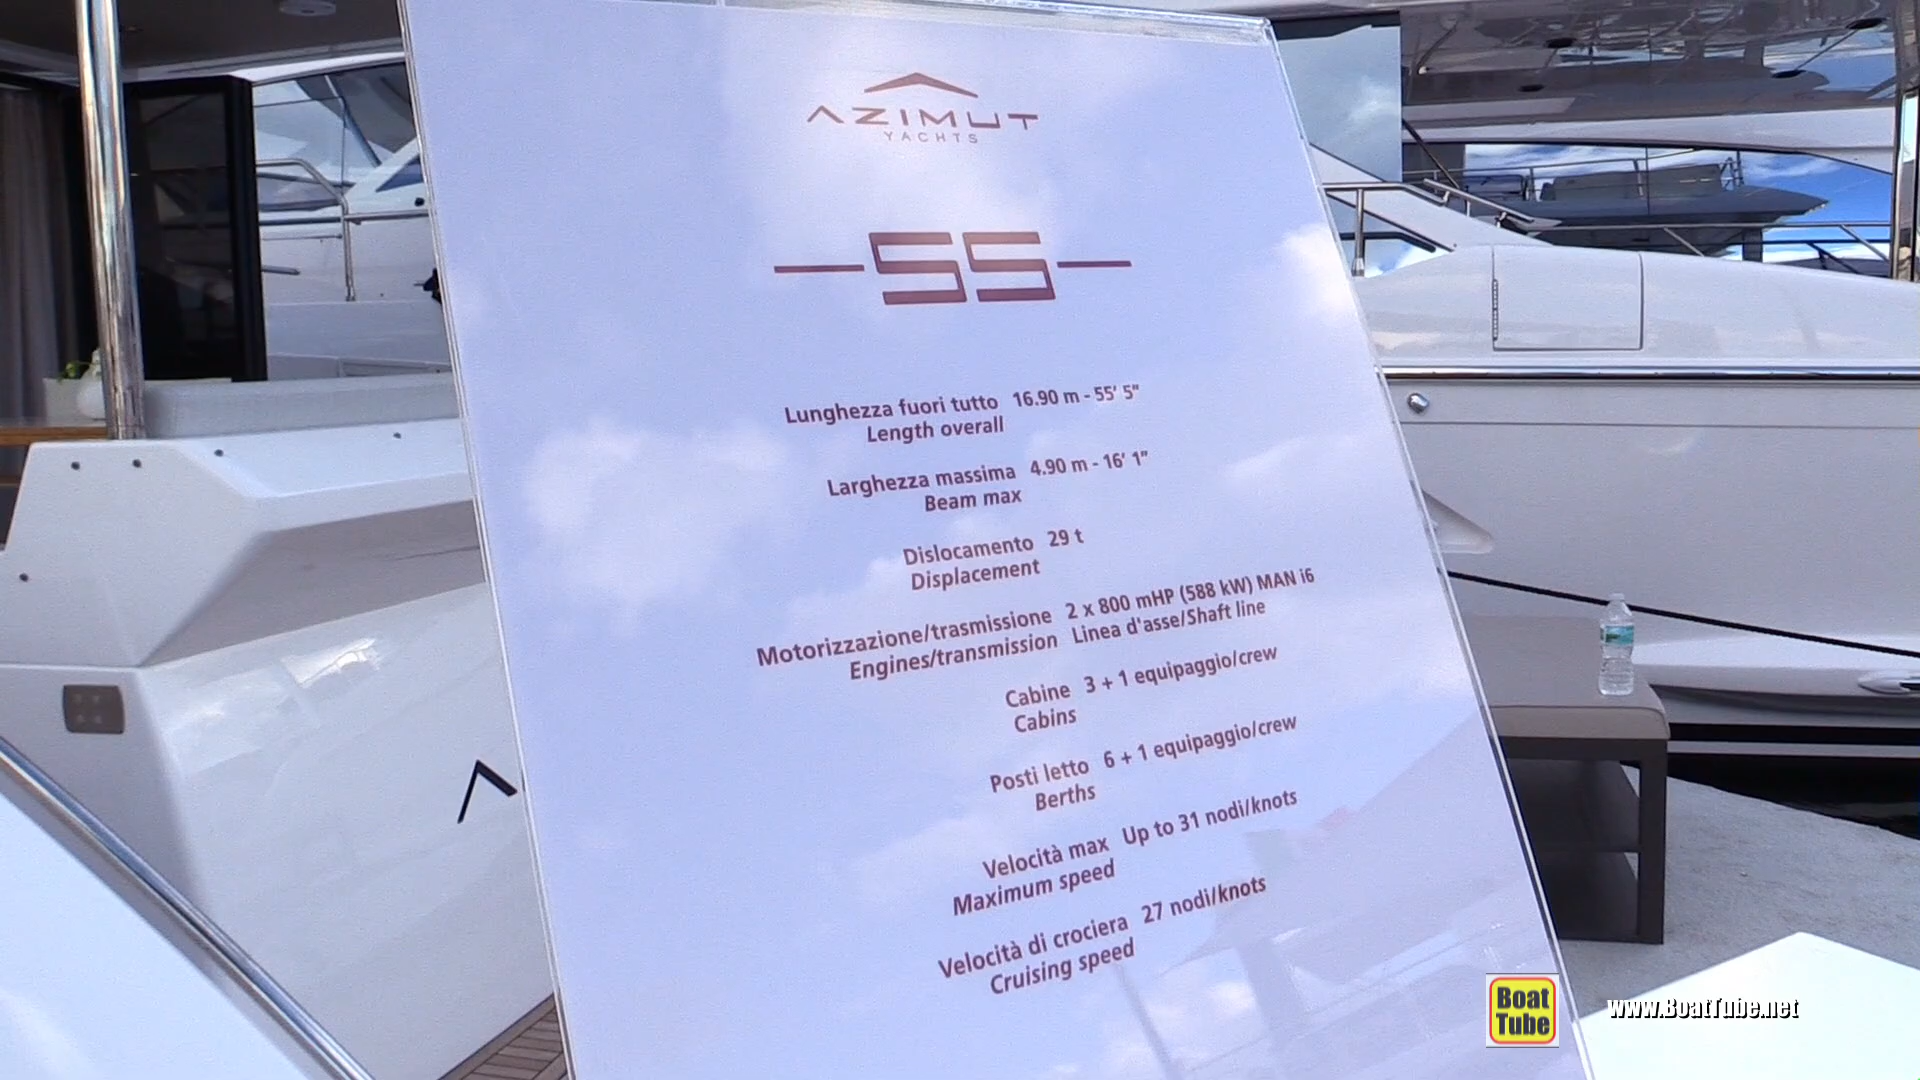 AZIMUT
YACHTS
55
Lunghezza fuori tutto 16.90 m - 55' 5"
Length overall
Larghezza massima 4.90 m - 16' 1"
Beam max
Dislocamento 29 t
Displacement
Motorizzazione/trasmissione 2 x 800 mHP (588 kW) MAN i6
Engines/transmission Linea d'asse/Shaft line
Cabine 3 + 1 equipaggio/crew
Cabins
Posti letto 6 + 1 equipaggio/crew
Berths
Velocità max Up to 31 nodi/knots
Maximum speed
Velocità di crociera 27 nodi/knots
Cruising speed
Boat
Tube
www.BoatTube.net